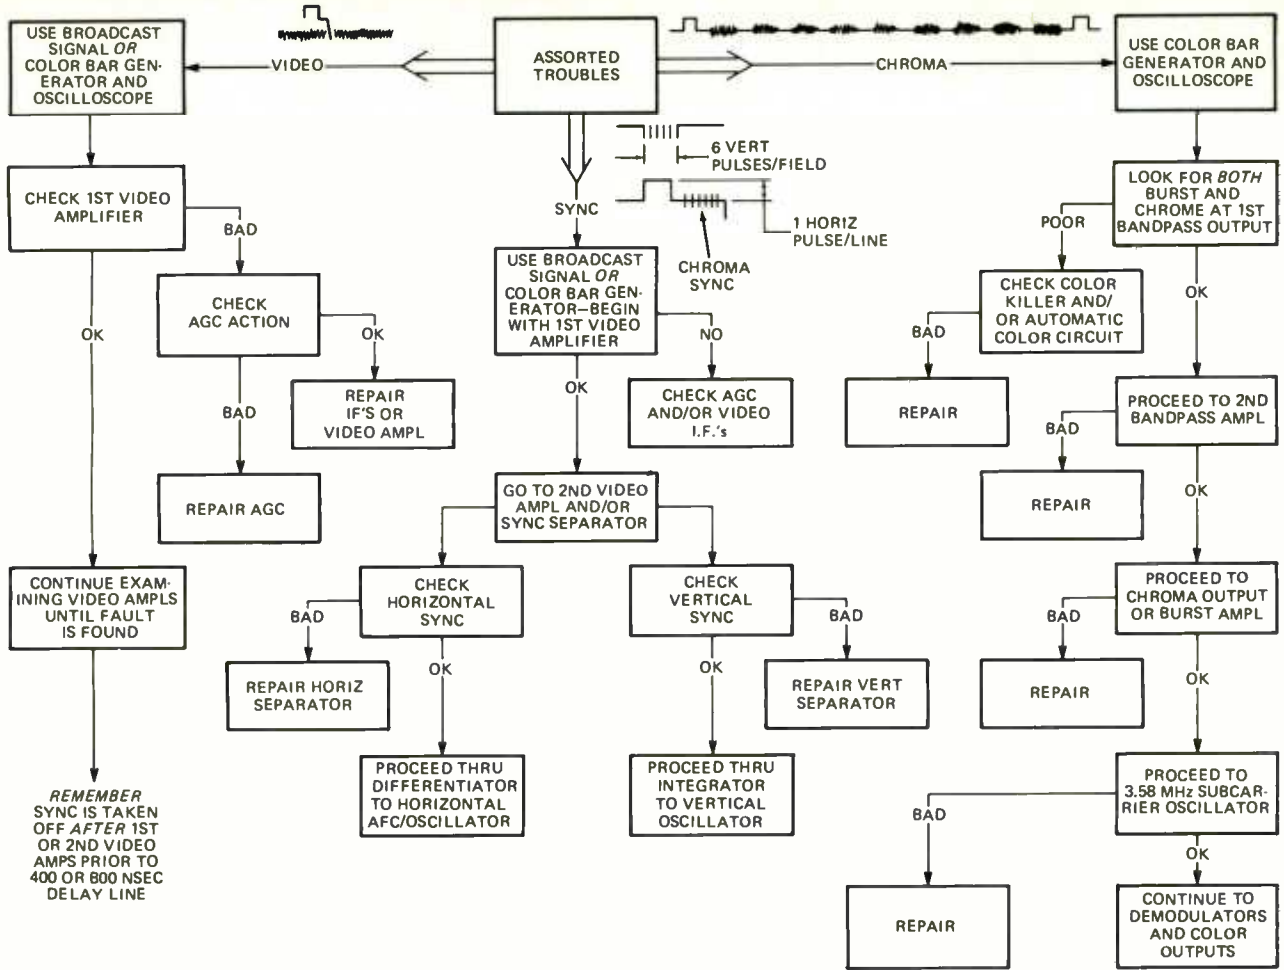 ASSORTED
TROUBLES
VIDEO
USE BROADCAST
SIGNAL OR
COLOR BAR GEN-
ERATOR AND
OSCILLOSCOPE
CHECK 1ST VIDEO
AMPLIFIER
BAD
CHECK
AGC ACTION
OK
REPAIR
IF'S OR
VIDEO AMPL
BAD
REPAIR AGC
OK
CONTINUE EXAM-
INING VIDEO AMPLS
UNTIL FAULT
IS FOUND
REMEMBER
SYNC IS TAKEN
OFF AFTER 1ST
OR 2ND VIDEO
AMPS PRIOR TO
400 OR 800 NSEC
DELAY LINE
6 VERT
PULSES/FIELD
SYNC
1 HORIZ
PULSE/LINE
CHROMA
SYNC
USE BROADCAST
SIGNAL OR
COLOR BAR GEN-
ERATOR–BEGIN
WITH 1ST VIDEO
AMPLIFIER
NO
CHECK AGC
AND/OR VIDEO
I.F.'s
OK
GO TO 2ND VIDEO
AMPL AND/OR
SYNC SEPARATOR
CHECK
HORIZONTAL
SYNC
BAD
REPAIR HORIZ
SEPARATOR
OK
PROCEED THRU
DIFFERENTIATOR
TO HORIZONTAL
AFC/OSCILLATOR
CHECK
VERTICAL
SYNC
BAD
REPAIR VERT
SEPARATOR
OK
PROCEED THRU
INTEGRATOR
TO VERTICAL
OSCILLATOR
CHROMA
USE COLOR BAR
GENERATOR AND
OSCILLOSCOPE
LOOK FOR BOTH
BURST AND
CHROME AT 1ST
BANDPASS OUTPUT
POOR
CHECK COLOR
KILLER AND/
OR AUTOMATIC
COLOR CIRCUIT
BAD
REPAIR
OK
PROCEED TO 2ND
BANDPASS AMPL
BAD
REPAIR
OK
PROCEED TO
CHROMA OUTPUT
OR BURST AMPL
BAD
REPAIR
OK
PROCEED TO
3.58 MHz SUBCAR-
RIER OSCILLATOR
BAD
REPAIR
OK
CONTINUE TO
DEMODULATORS
AND COLOR
OUTPUTS